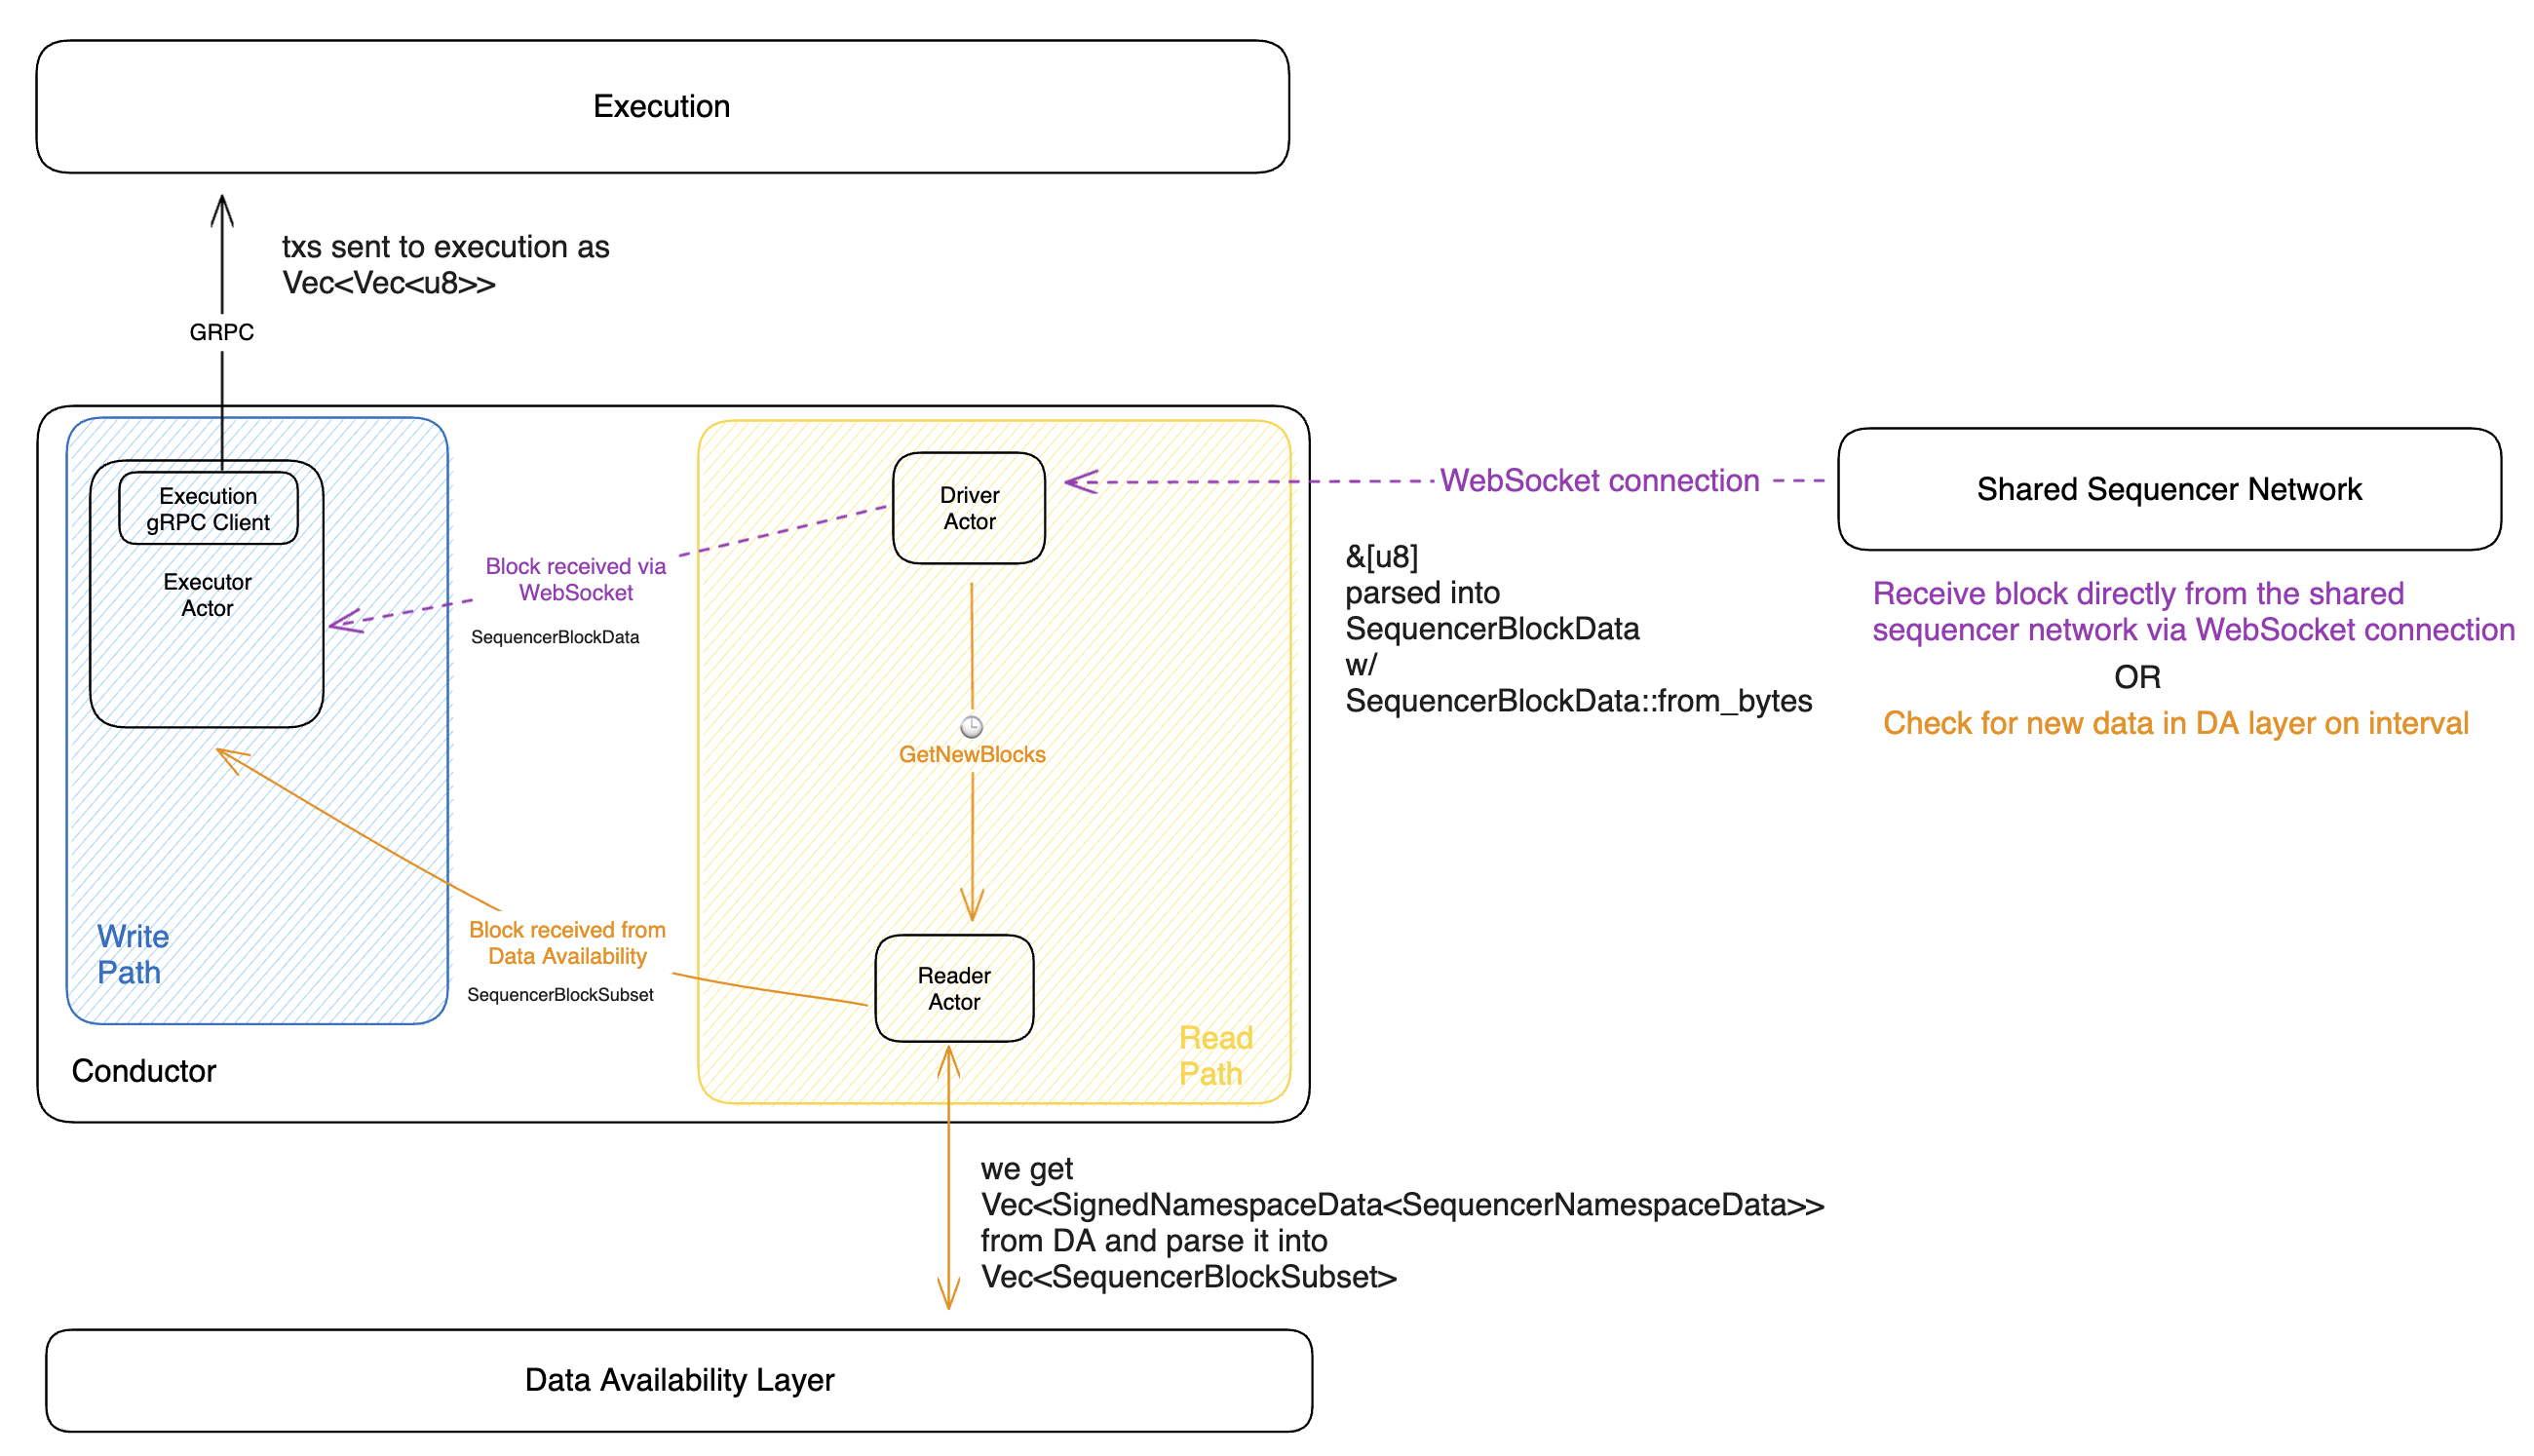 Execution
txs sent to execution as
Vec<Vec<u8>>
GRPC
Execution
gRPC Client
Executor
Actor
Write
Path
Conductor
Block received via
WebSocket
SequencerBlockData
Block received from
Data Availability
SequencerBlockSubset
Driver
Actor
GetNewBlocks
Reader
Actor
Read
Path
WebSocket connection
&[u8]
parsed into
SequencerBlockData
w/
SequencerBlockData::from_bytes
Shared Sequencer Network
Receive block directly from the shared
sequencer network via WebSocket connection
OR
Check for new data in DA layer on interval
we get
Vec<SignedNamespaceData<SequencerNamespaceData>>
from DA and parse it into
Vec<SequencerBlockSubset>
Data Availability Layer